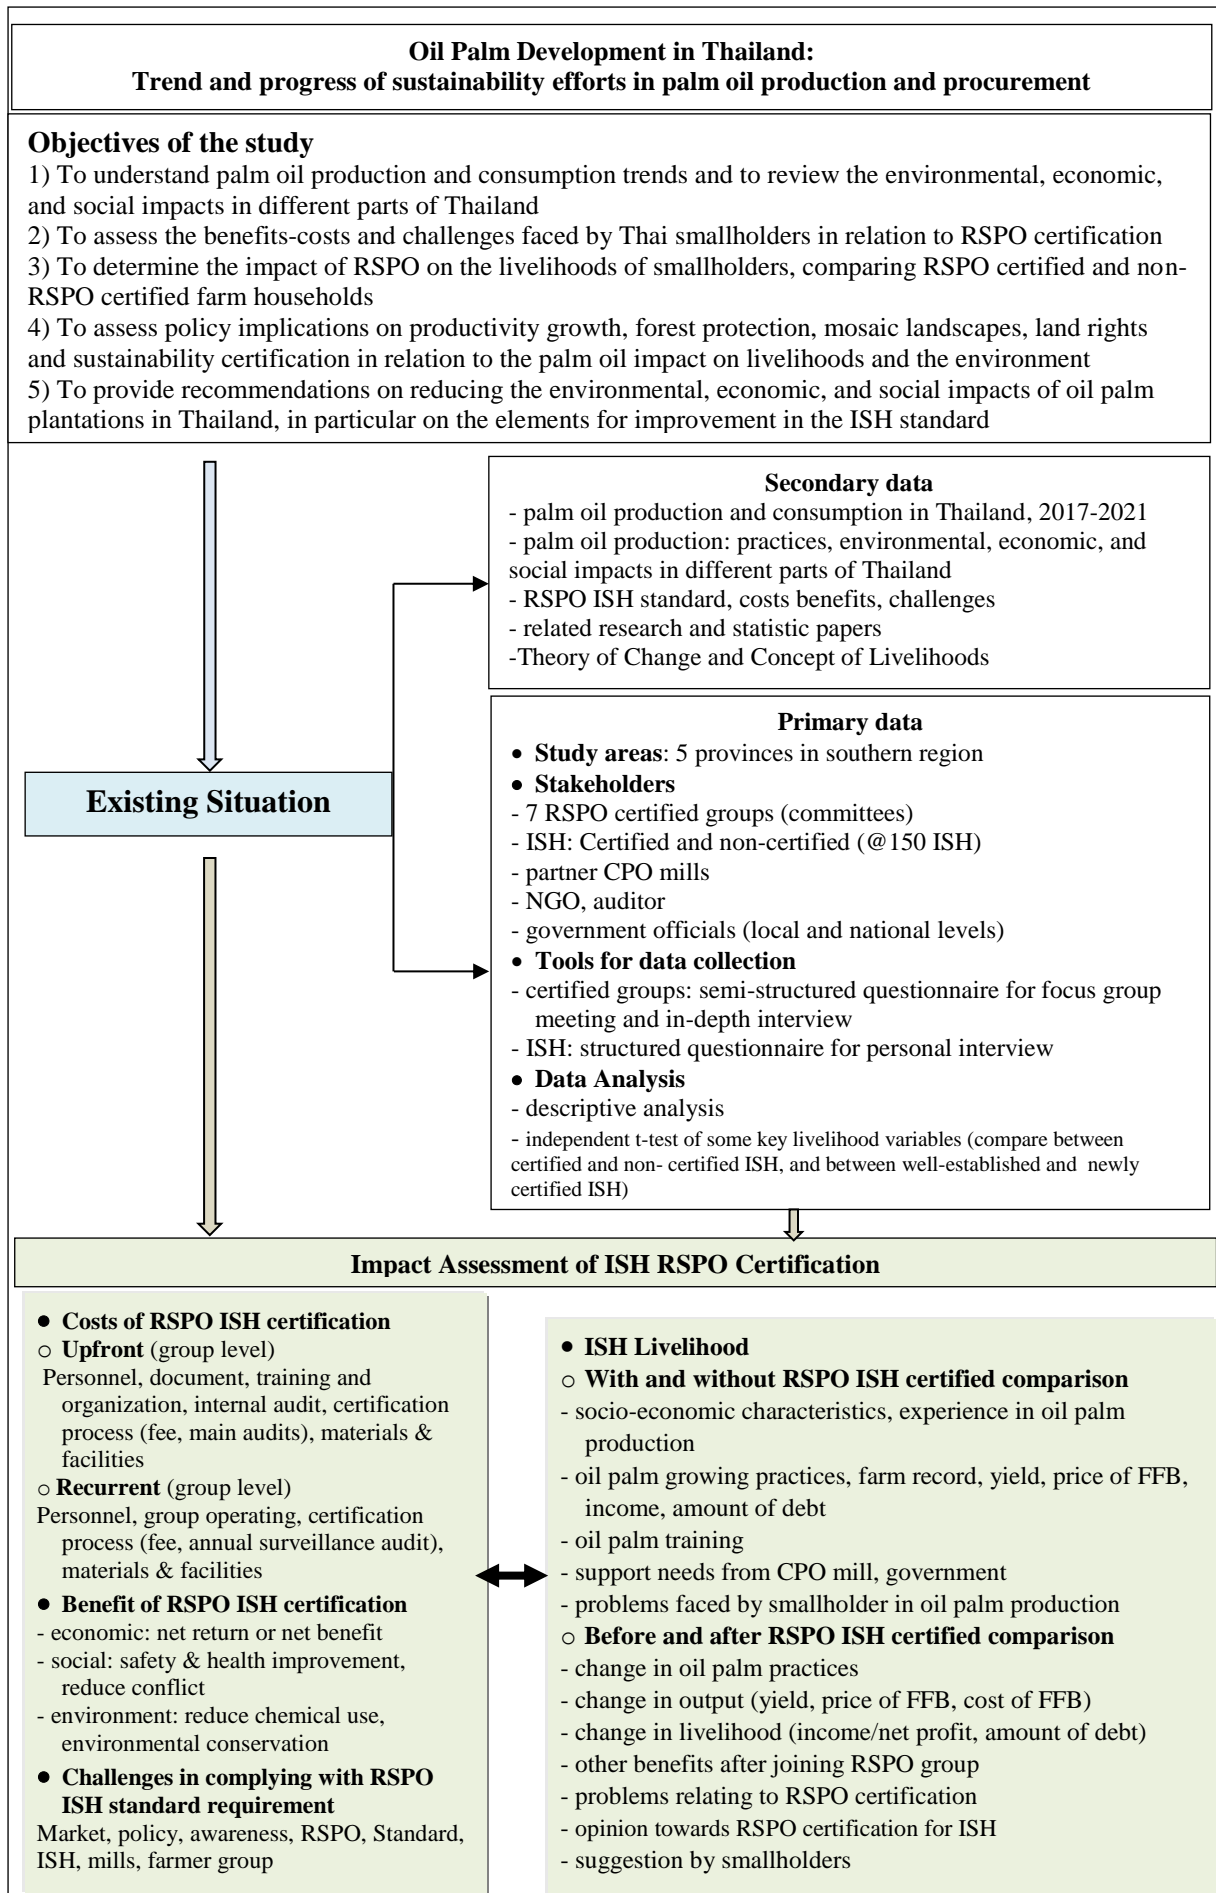 Oil Palm Development in Thailand:
Trend and progress of sustainability efforts in palm oil production and procurement
Objectives of the study
1) To understand palm oil production and consumption trends and to review the environmental, economic,
and social impacts in different parts of Thailand
2) To assess the benefits-costs and challenges faced by Thai smallholders in relation to RSPO certification
3) To determine the impact of RSPO on the livelihoods of smallholders, comparing RSPO certified and non-
RSPO certified farm households
4) To assess policy implications on productivity growth, forest protection, mosaic landscapes, land rights
and sustainability certification in relation to the palm oil impact on livelihoods and the environment
5) To provide recommendations on reducing the environmental, economic, and social impacts of oil palm
plantations in Thailand, in particular on the elements for improvement in the ISH standard
Secondary data
- palm oil production and consumption in Thailand, 2017-2021
- palm oil production: practices, environmental, economic, and
social impacts in different parts of Thailand
- RSPO ISH standard, costs benefits, challenges
- related research and statistic papers
-Theory of Change and Concept of Livelihoods
Existing Situation
Primary data
• Study areas: 5 provinces in southern region
• Stakeholders
- 7 RSPO certified groups (committees)
- ISH: Certified and non-certified (@150 ISH)
- partner CPO mills
- NGO, auditor
- government officials (local and national levels)
• Tools for data collection
- certified groups: semi-structured questionnaire for focus group
meeting and in-depth interview
- ISH: structured questionnaire for personal interview
• Data Analysis
- descriptive analysis
- independent t-test of some key livelihood variables (compare between
certified and non- certified ISH, and between well-established and newly
certified ISH)
Impact Assessment of ISH RSPO Certification
• Costs of RSPO ISH certification
○ Upfront (group level)
Personnel, document, training and
organization, internal audit, certification
process (fee, main audits), materials &
facilities
○ Recurrent (group level)
Personnel, group operating, certification
process (fee, annual surveillance audit),
materials & facilities
• Benefit of RSPO ISH certification
- economic: net return or net benefit
- social: safety & health improvement,
reduce conflict
- environment: reduce chemical use,
environmental conservation
• Challenges in complying with RSPO
ISH standard requirement
Market, policy, awareness, RSPO, Standard,
ISH, mills, farmer group
• ISH Livelihood
○ With and without RSPO ISH certified comparison
- socio-economic characteristics, experience in oil palm
production
- oil palm growing practices, farm record, yield, price of FFB,
income, amount of debt
- oil palm training
- support needs from CPO mill, government
- problems faced by smallholder in oil palm production
○ Before and after RSPO ISH certified comparison
- change in oil palm practices
- change in output (yield, price of FFB, cost of FFB)
- change in livelihood (income/net profit, amount of debt)
- other benefits after joining RSPO group
- problems relating to RSPO certification
- opinion towards RSPO certification for ISH
- suggestion by smallholders